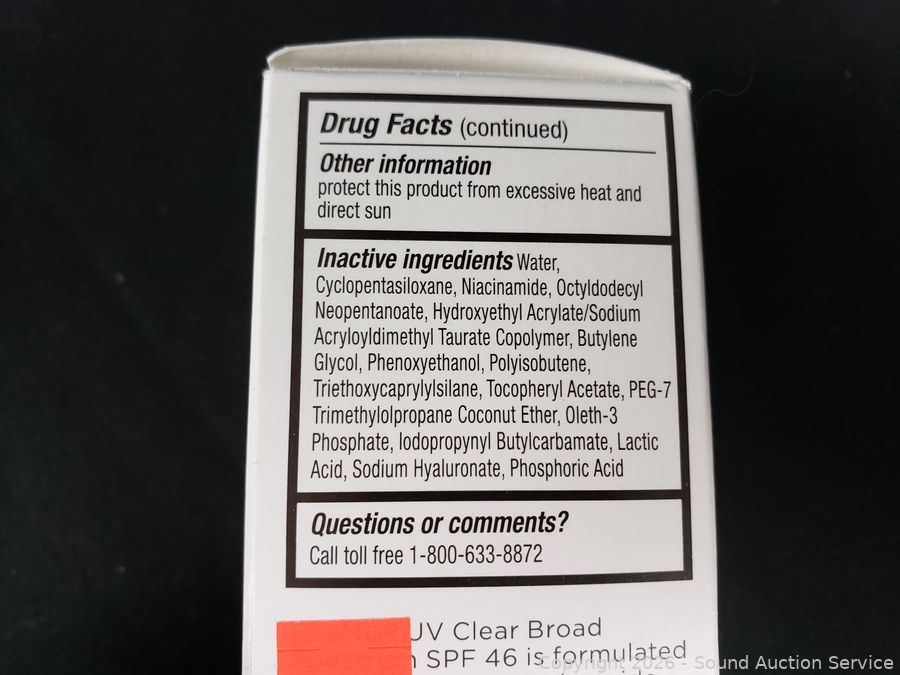 Drug Facts (continued)
Other information
protect this product from excessive heat and
direct sun
Inactive ingredients Water,
Cyclopentasiloxane, Niacinamide, Octyldodecyl
Neopentanoate, Hydroxyethyl Acrylate/Sodium
Acryloyldimethyl Taurate Copolymer, Butylene
Glycol, Phenoxyethanol, Polyisobutene,
Triethoxycaprylylsilane, Tocopheryl Acetate, PEG-7
Trimethylolpropane Coconut Ether, Oleth-3
Phosphate, Iodopropynyl Butylcarbamate, Lactic
Acid, Sodium Hyaluronate, Phosphoric Acid
Questions or comments?
Call toll free 1-800-633-8872
UV Clear Broad
SPF 46 is formulated
Copyright 2026 - Sound Auction Service